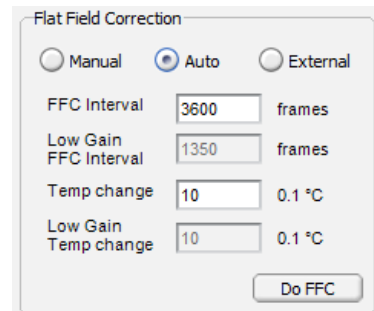 Flat Field Correction
Manual Auto External
FFC Interval 3600 frames
Low Gain
FFC Interval 1350 frames
Temp change 10 0.1 °C
Low Gain
Temp change 10 0.1 °C
Do FFC